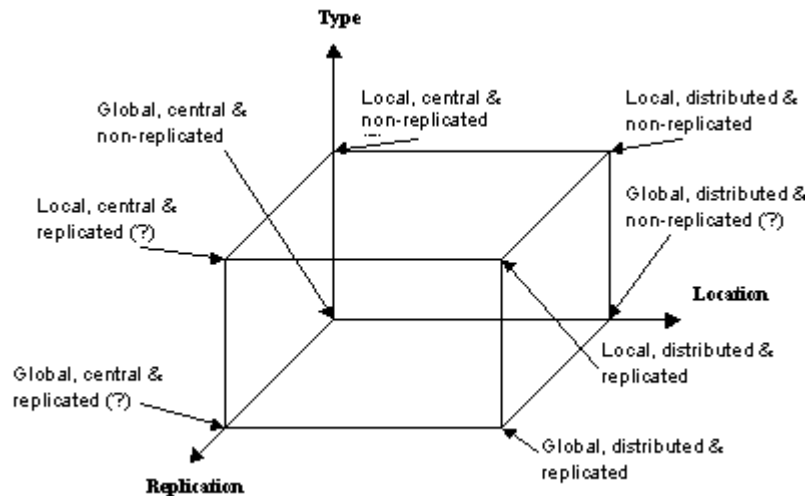 Type
Global, central &
non-replicated
Local, central &
non-replicated
Local, distributed &
non-replicated
Local, central &
replicated (?)
Global, distributed &
non-replicated (?)
Location
Global, central &
replicated (?)
Local, distributed &
replicated
Global, distributed &
replicated
Replication